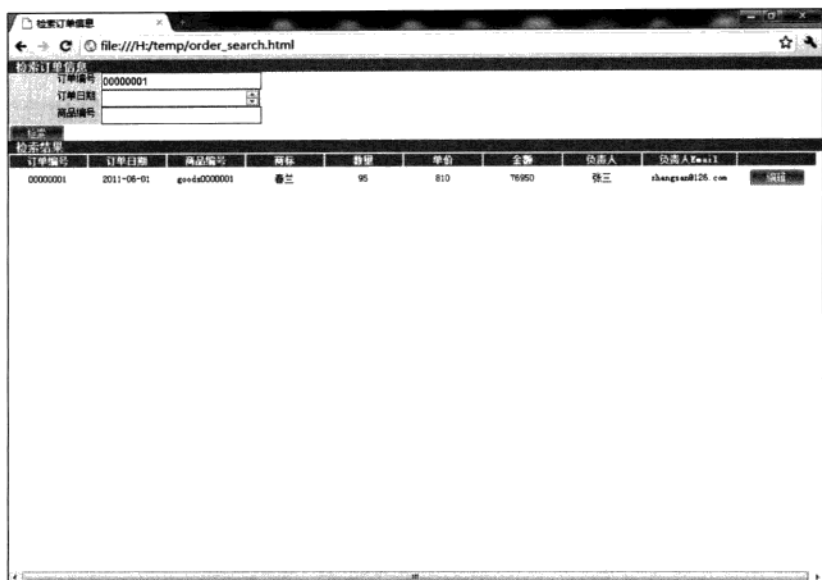 检索订单信息
file:///H:/temp/order_search.html
检索订单信息
订单编号 00000001
订单日期
商品编号
检索
检索结果
订单编号 订单日期 商品编号 商标 数量 单价 金额 负责人 负责人Email
00000001 2011-06-01 goods0000001 春兰 95 810 76950 张三 zhangsan@126.com 编辑